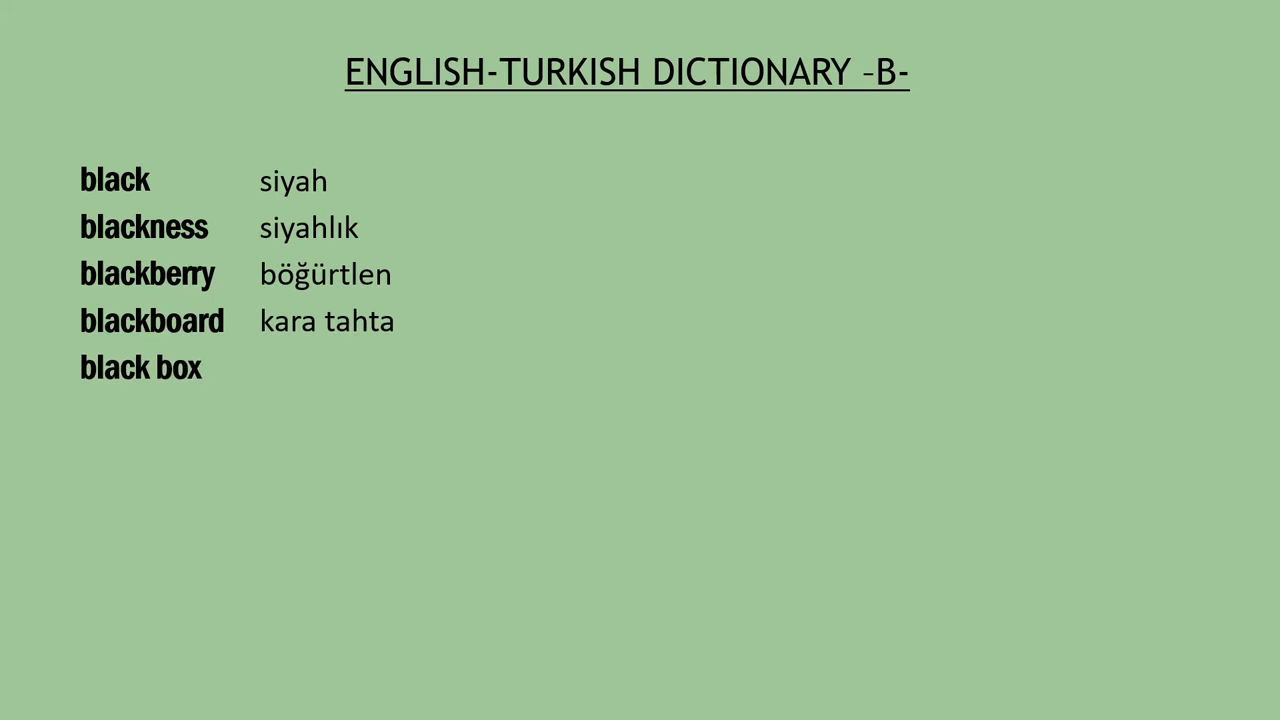 ENGLISH-TURKISH DICTIONARY –B-
black siyah
blackness siyahlık
blackberry böğürtlen
blackboard kara tahta
black box